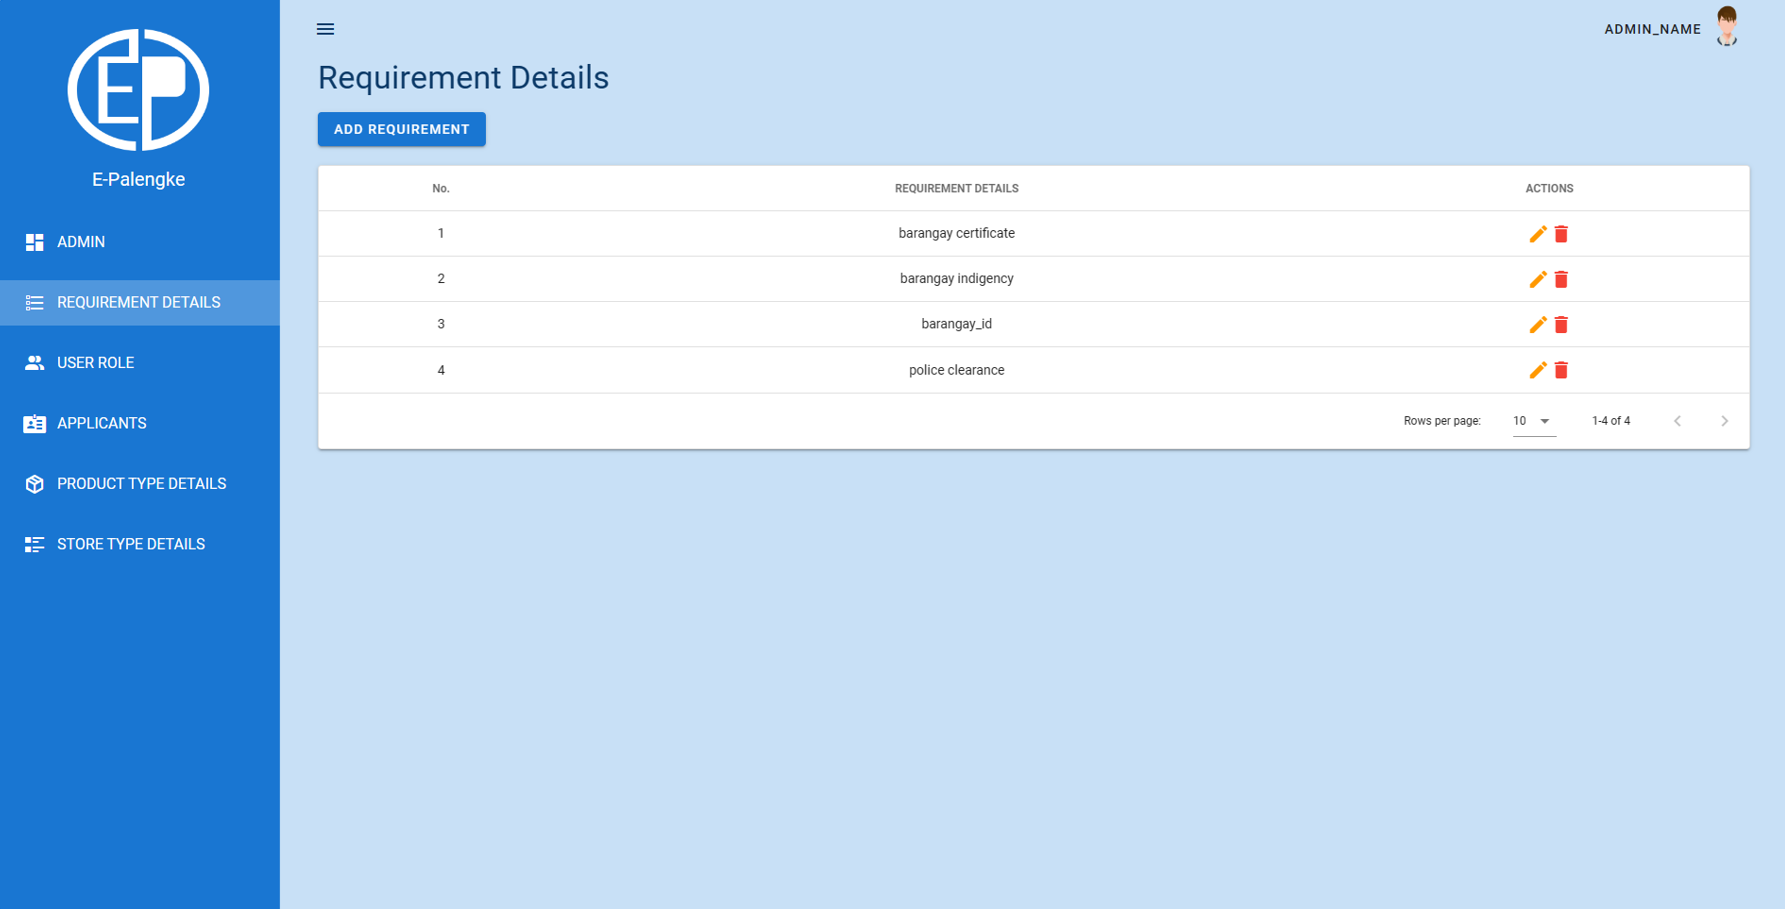 EP
E-Palengke
ADMIN
REQUIREMENT DETAILS
USER ROLE
APPLICANTS
PRODUCT TYPE DETAILS
STORE TYPE DETAILS
ADMIN_NAME
Requirement Details
ADD REQUIREMENT
No. REQUIREMENT DETAILS ACTIONS
1 barangay certificate
2 barangay indigency
3 barangay_id
4 police clearance
Rows per page: 10 1-4 of 4